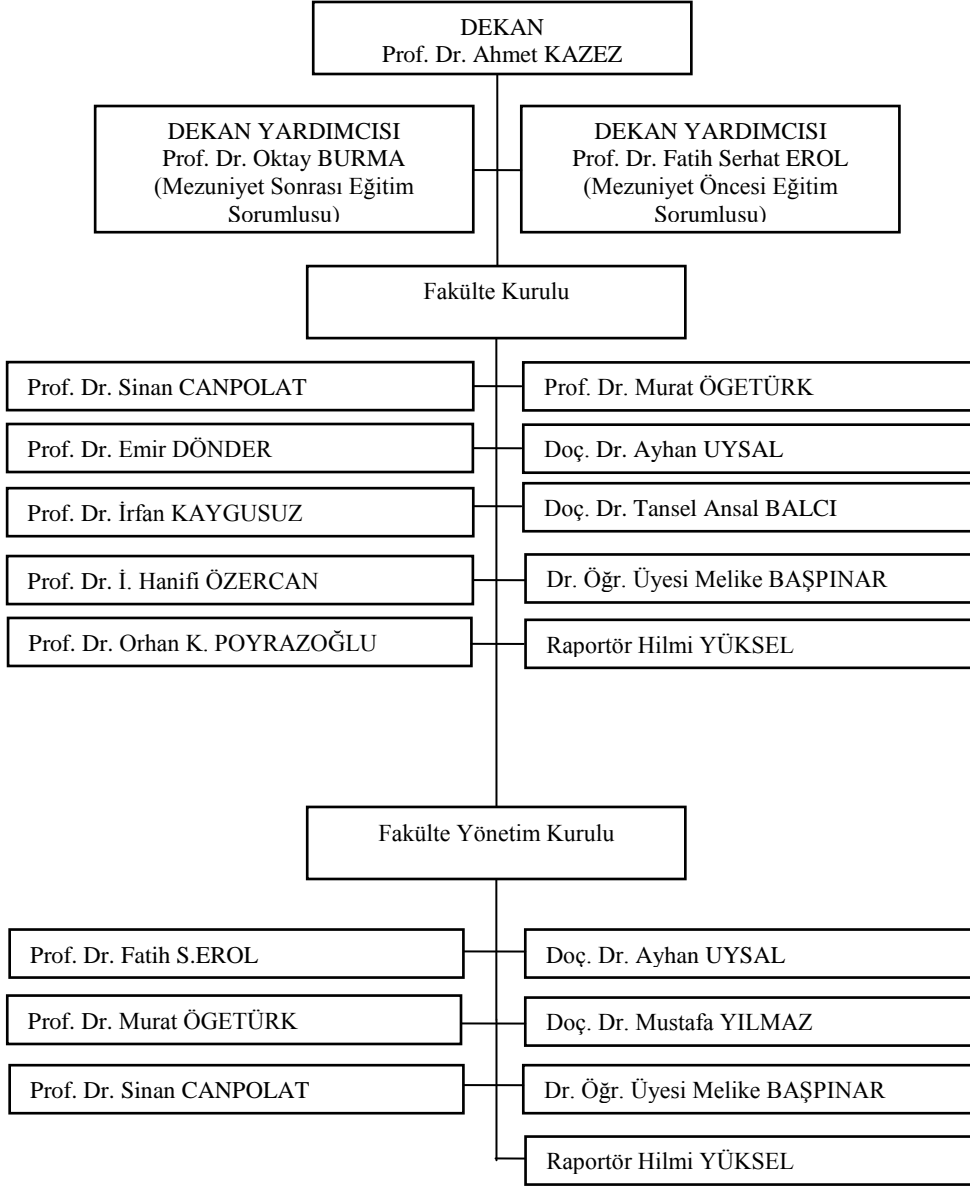 DEKAN
Prof. Dr. Ahmet KAZEZ
DEKAN YARDIMCISI
Prof. Dr. Oktay BURMA
(Mezuniyet Sonrası Eğitim
Sorumlusu)
DEKAN YARDIMCISI
Prof. Dr. Fatih Serhat EROL
(Mezuniyet Öncesi Eğitim
Sorumlusu)
Fakülte Kurulu
Prof. Dr. Sinan CANPOLAT
Prof. Dr. Murat ÖGETÜRK
Prof. Dr. Emir DÖNDER
Doç. Dr. Ayhan UYSAL
Prof. Dr. İrfan KAYGUSUZ
Doç. Dr. Tansel Ansal BALCI
Prof. Dr. İ. Hanifi ÖZERCAN
Dr. Öğr. Üyesi Melike BAŞPINAR
Prof. Dr. Orhan K. POYRAZOĞLU
Raportör Hilmi YÜKSEL
Fakülte Yönetim Kurulu
Prof. Dr. Fatih S.EROL
Doç. Dr. Ayhan UYSAL
Prof. Dr. Murat ÖGETÜRK
Doç. Dr. Mustafa YILMAZ
Prof. Dr. Sinan CANPOLAT
Dr. Öğr. Üyesi Melike BAŞPINAR
Raportör Hilmi YÜKSEL